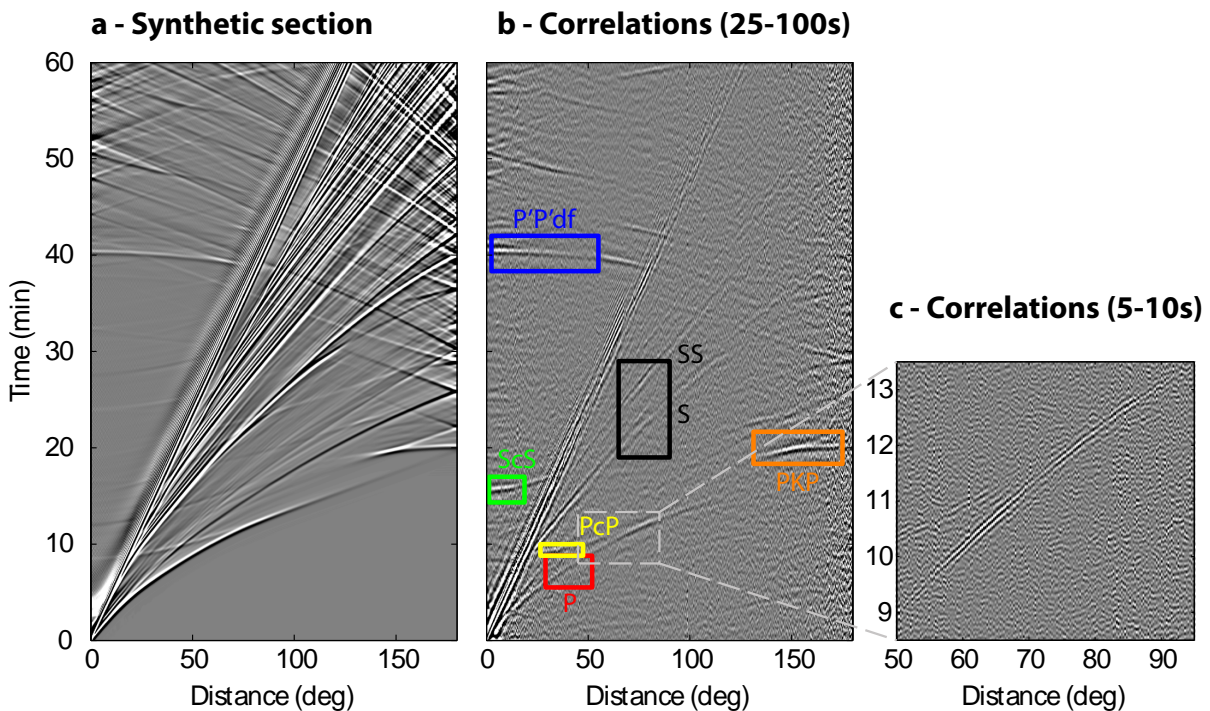 a - Synthetic section
b - Correlations (25-100s)
60
50
40
30
20
10
0
Time (min)
0 50 100 150
Distance (deg)
P'P'df
SS
S
ScS
PKP
PcP
P
0 50 100 150
Distance (deg)
c - Correlations (5-10s)
13
12
11
10
9
50 60 70 80 90
Distance (deg)